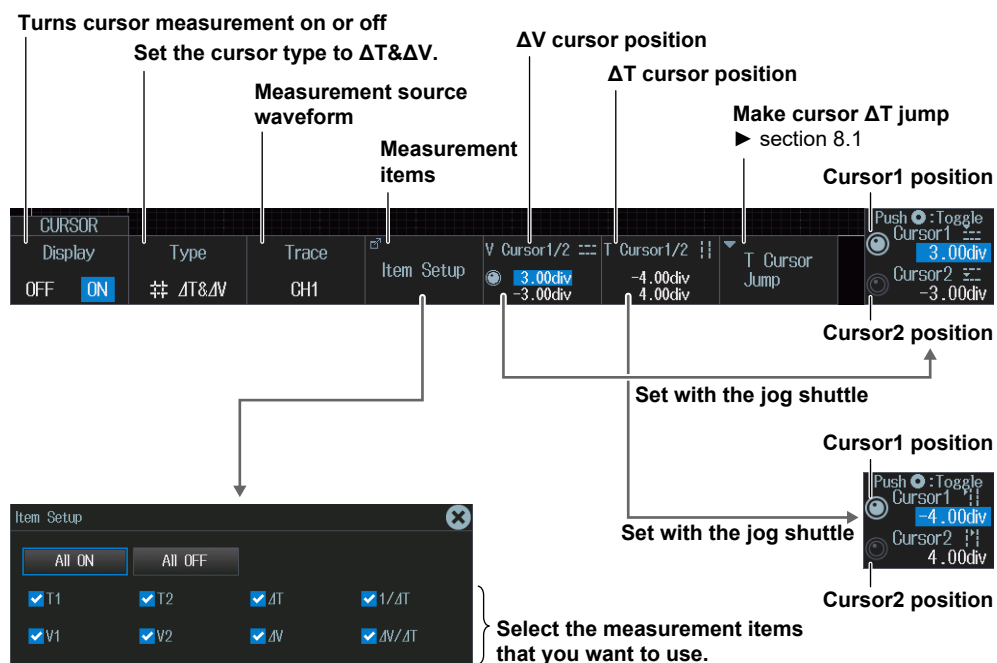 Turns cursor measurement on or off
Set the cursor type to ΔT&ΔV.
Measurement source
waveform
Measurement
items
ΔV cursor position
ΔT cursor position
Make cursor ΔT jump
► section 8.1
Cursor1 position
CURSOR
Display
OFF ON
Type
ΔT&ΔV
Trace
CH1
Item Setup
V Cursor1/2
3.00div
-3.00div
T Cursor1/2
-4.00div
4.00div
T Cursor
Jump
Push :Toggle
Cursor1
3.00div
Cursor2
-3.00div
Cursor2 position
Set with the jog shuttle
Cursor1 position
Push :Toggle
Cursor1
-4.00div
Cursor2
4.00div
Set with the jog shuttle
Cursor2 position
Item Setup
All ON All OFF
T1 T2 ΔT 1/ΔT
V1 V2 ΔV ΔV/ΔT
Select the measurement items
that you want to use.